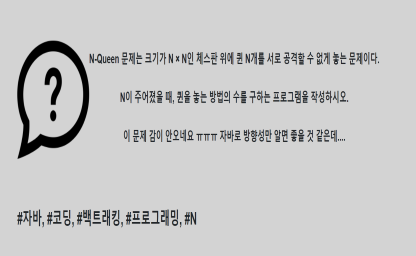 ?
N-Queen 문제는 크기가 N × N인 체스판 위에 퀸 N개를 서로 공격할 수 없게 놓는 문제이다.
N이 주어졌을 때, 퀸을 놓는 방법의 수를 구하는 프로그램을 작성하시오.
이 문제 감이 안오네요 ㅠㅠㅠ 자바로 방향성만 알면 좋을 것 같은데....
#자바, #코딩, #백트래킹, #프로그래밍, #N